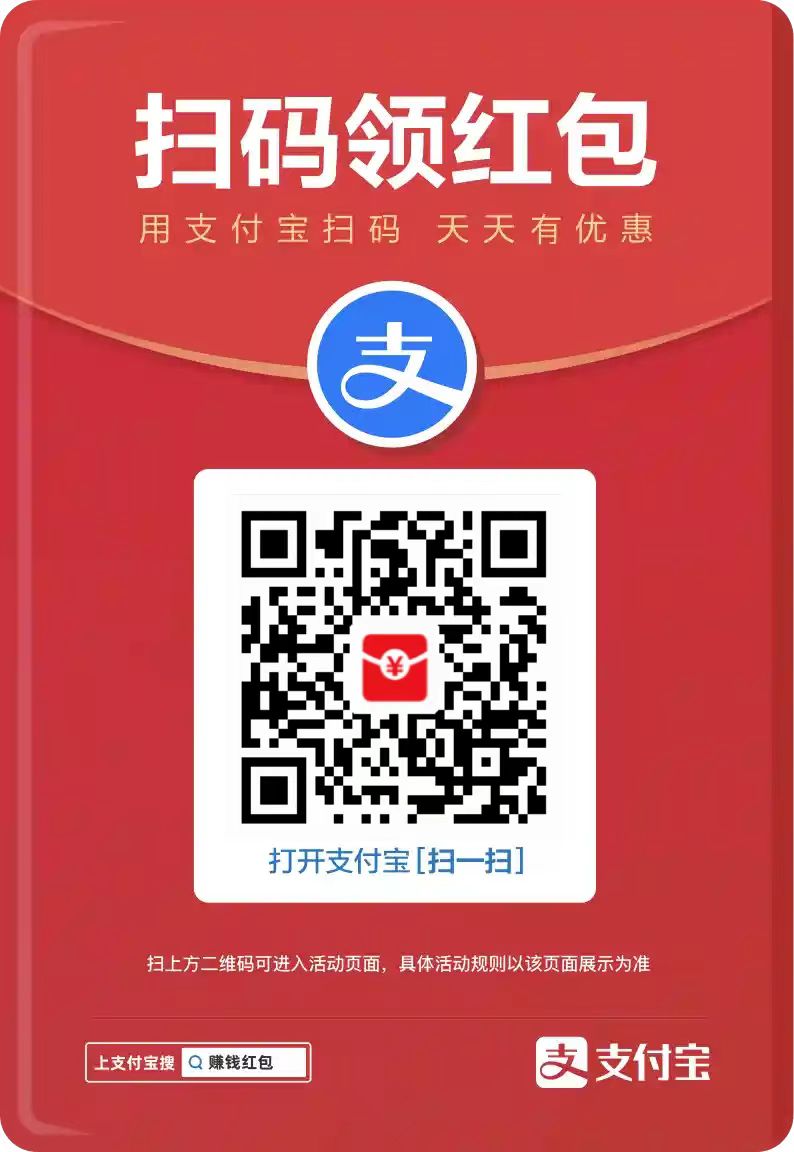 扫码领红包
用支付宝扫码 天天有优惠
支
¥
打开支付宝[扫一扫]
扫上方二维码可进入活动页面，具体活动规则以该页面展示为准
上支付宝搜 赚钱红包
支 支付宝